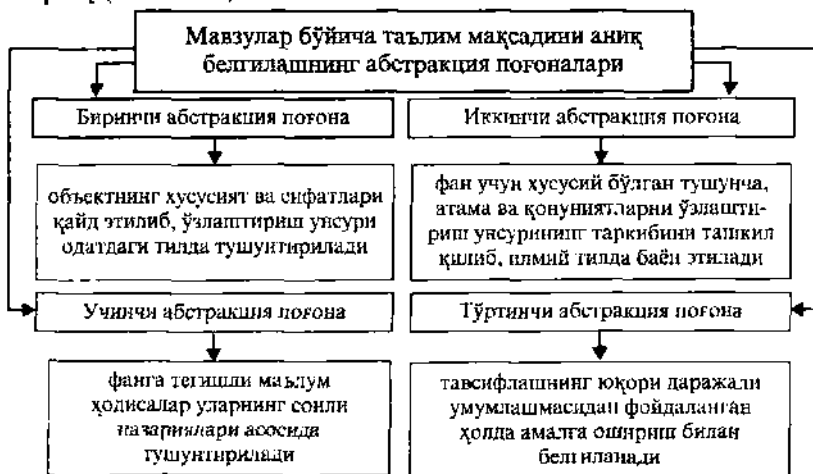 Мавзулар бўйича таълим мақсадини аниқ
белгилашнинг абстракция поғоналари
Биринчи абстракция поғона
Иккинчи абстракция поғона
объектнинг хусусият ва сифатлари
қайд этилиб, ўзлаштириш унсури
одатдаги тилда тушунтирилади
фан учун хусусий бўлган тушунча,
атама ва қонуниятларни ўзлашти-
риш унсурининг таркибини ташкил
қилиб, илмий тилда баён этилади
Учинчи абстракция поғона
Тўртинчи абстракция поғона
фанга тегишли маълум
ҳодисалар уларнинг сонли
назариялари асосида
тушунтирилади
тавсифлашнинг юқори даражали
умумлашмасидан фойдаланган
ҳолда амалга ошириш билан
белгиланади